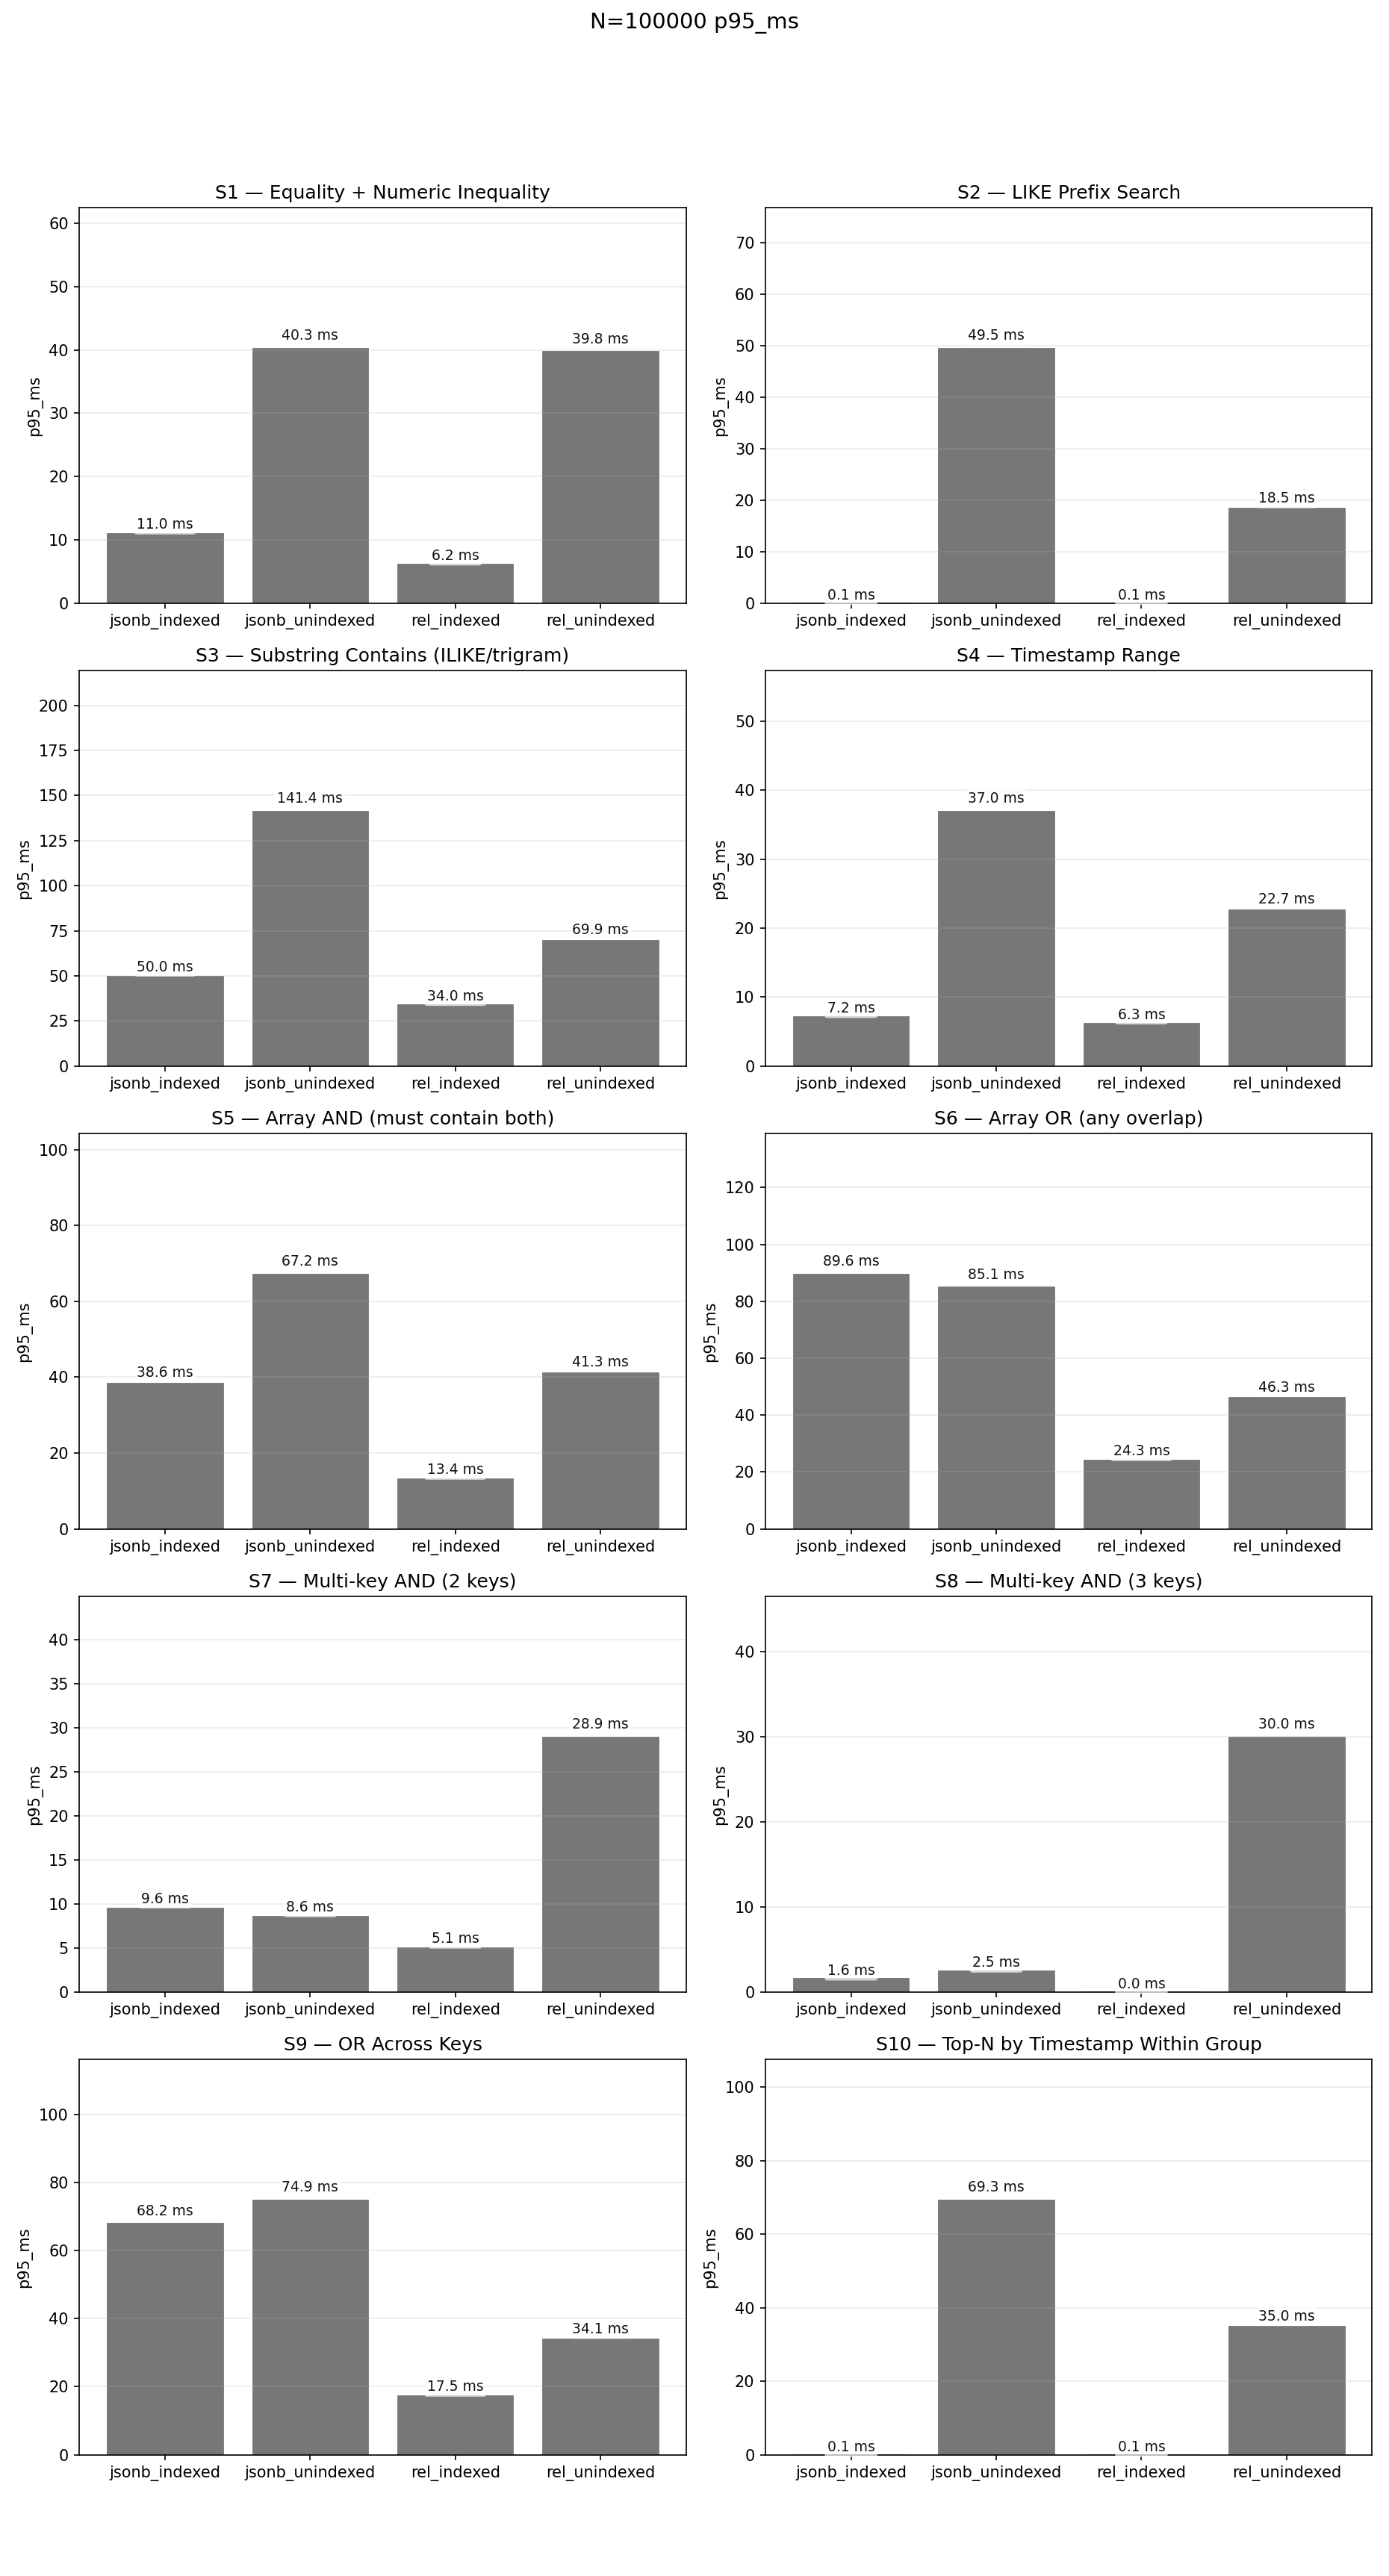 N=100000 p95_ms
S1 — Equality + Numeric Inequality
60
50
40
30
20
10
0
p95_ms
11.0 ms
40.3 ms
6.2 ms
39.8 ms
jsonb_indexed jsonb_unindexed rel_indexed rel_unindexed
S2 — LIKE Prefix Search
70
60
50
40
30
20
10
0
p95_ms
0.1 ms
49.5 ms
0.1 ms
18.5 ms
jsonb_indexed jsonb_unindexed rel_indexed rel_unindexed
S3 — Substring Contains (ILIKE/trigram)
200
175
150
125
100
75
50
25
0
p95_ms
50.0 ms
141.4 ms
34.0 ms
69.9 ms
jsonb_indexed jsonb_unindexed rel_indexed rel_unindexed
S4 — Timestamp Range
50
40
30
20
10
0
p95_ms
7.2 ms
37.0 ms
6.3 ms
22.7 ms
jsonb_indexed jsonb_unindexed rel_indexed rel_unindexed
S5 — Array AND (must contain both)
100
80
60
40
20
0
p95_ms
38.6 ms
67.2 ms
13.4 ms
41.3 ms
jsonb_indexed jsonb_unindexed rel_indexed rel_unindexed
S6 — Array OR (any overlap)
120
100
80
60
40
20
0
p95_ms
89.6 ms
85.1 ms
24.3 ms
46.3 ms
jsonb_indexed jsonb_unindexed rel_indexed rel_unindexed
S7 — Multi-key AND (2 keys)
40
35
30
25
20
15
10
5
0
p95_ms
9.6 ms
8.6 ms
5.1 ms
28.9 ms
jsonb_indexed jsonb_unindexed rel_indexed rel_unindexed
S8 — Multi-key AND (3 keys)
40
30
20
10
0
p95_ms
1.6 ms
2.5 ms
0.0 ms
30.0 ms
jsonb_indexed jsonb_unindexed rel_indexed rel_unindexed
S9 — OR Across Keys
100
80
60
40
20
0
p95_ms
68.2 ms
74.9 ms
17.5 ms
34.1 ms
jsonb_indexed jsonb_unindexed rel_indexed rel_unindexed
S10 — Top-N by Timestamp Within Group
100
80
60
40
20
0
p95_ms
0.1 ms
69.3 ms
0.1 ms
35.0 ms
jsonb_indexed jsonb_unindexed rel_indexed rel_unindexed